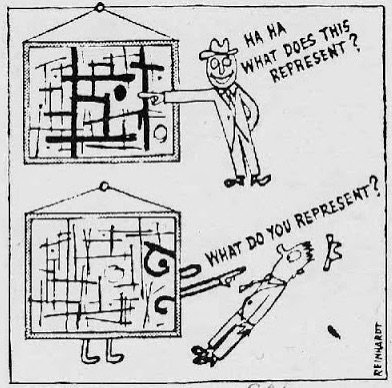 HA HA
WHAT DOES THIS
REPRESENT?
WHAT DO YOU REPRESENT?
REINHARDT